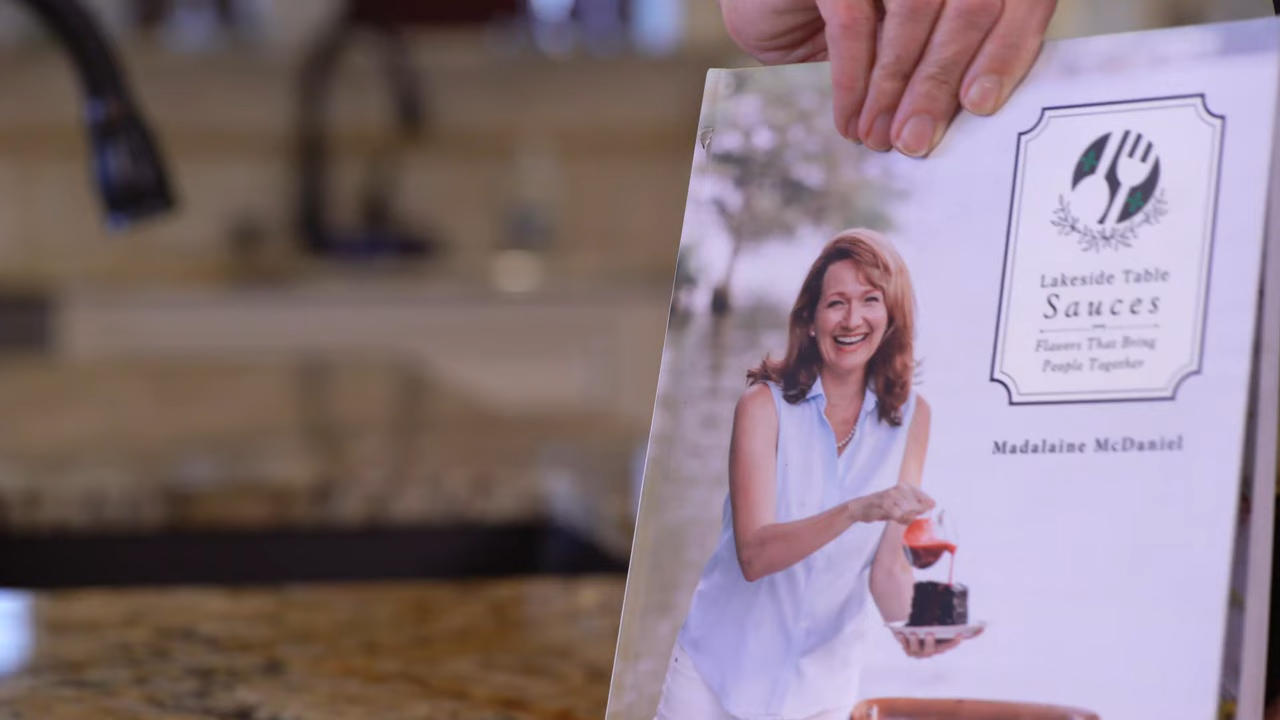 Lakeside Table
Sauces
Flavors That Bring
People Together
Madalaine McDaniel